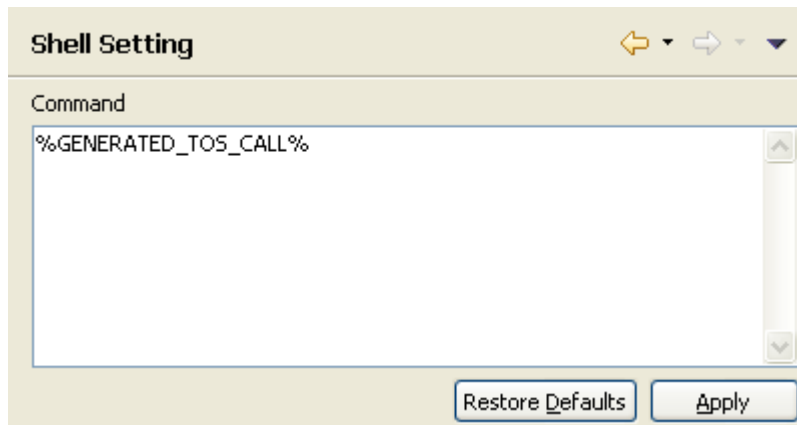 Shell Setting
Command
%GENERATED_TOS_CALL%
Restore Defaults Apply